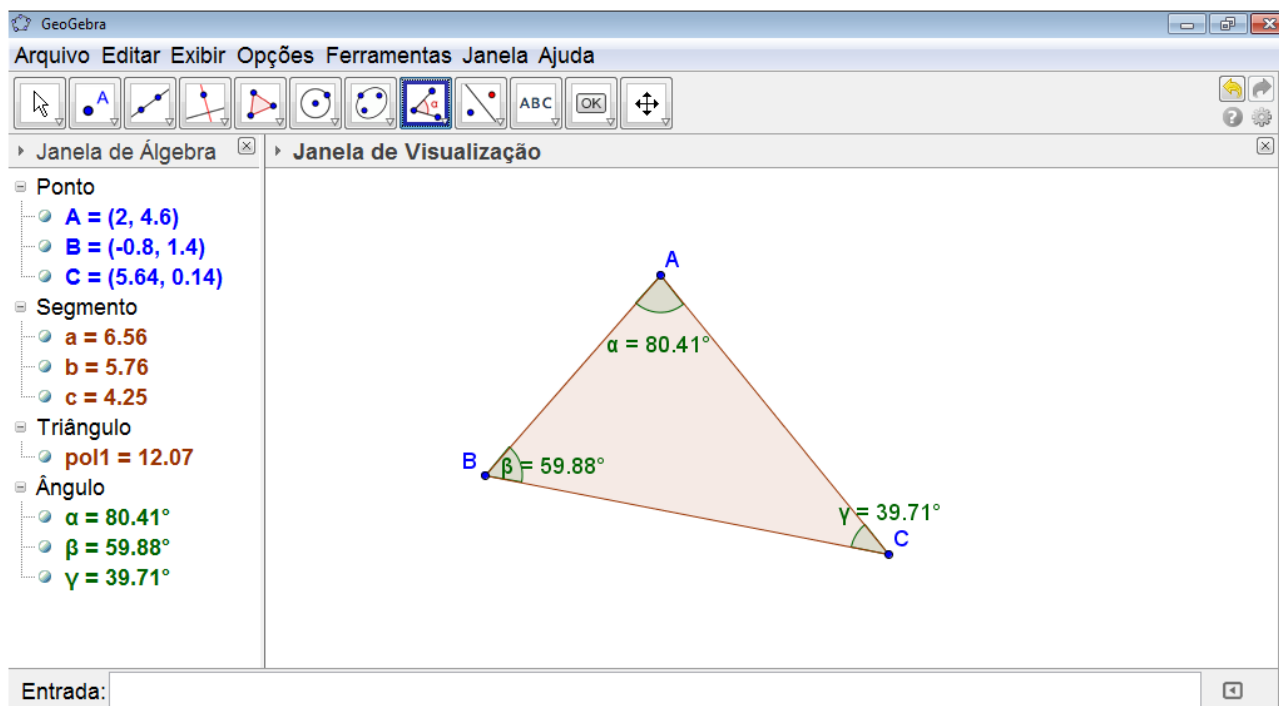 GeoGebra
Arquivo Editar Exibir Opções Ferramentas Janela Ajuda
A
α
ABC
OK
Janela de Álgebra
Janela de Visualização
Ponto
A = (2, 4.6)
B = (-0.8, 1.4)
C = (5.64, 0.14)
Segmento
a = 6.56
b = 5.76
c = 4.25
Triângulo
pol1 = 12.07
Ângulo
α = 80.41°
β = 59.88°
γ = 39.71°
A
α = 80.41°
B
β = 59.88°
γ = 39.71°
C
Entrada: